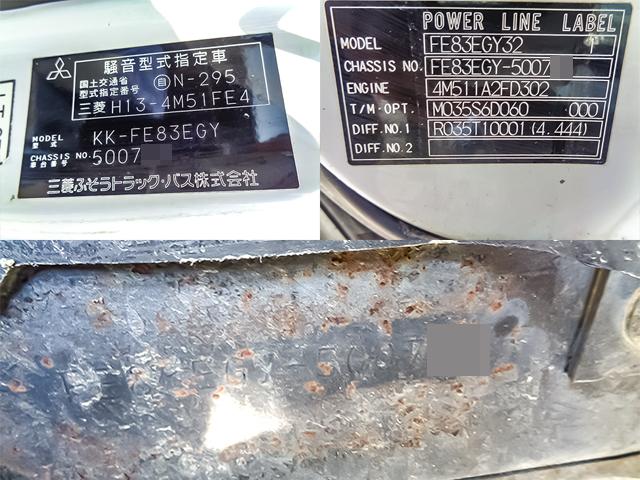 騒音型式指定車
国土交通省
型式指定番号
自N-295
三菱 H13-4M51FE4
MODEL
型式
KK-FE83EGY
CHASSIS NO.
車台番号
5007
三菱ふそうトラック・バス株式会社
POWER LINE LABEL
MODEL FE83EGY32
CHASSIS NO. FE83EGY-5007
ENGINE 4M511A2FD302
T/M.OPT. M035S6D060 000
DIFF.NO.1 R035T10001(4.444)
DIFF.NO.2